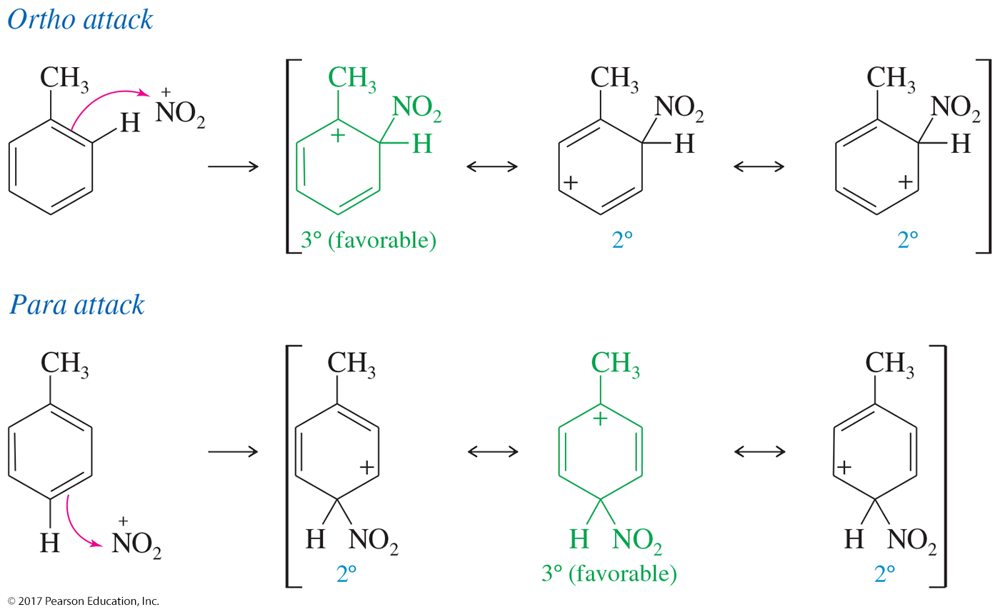 Ortho attack
CH₃
H
+
NO₂
CH₃
NO₂
+
H
3° (favorable)
CH₃
NO₂
H
+
2°
CH₃
NO₂
H
+
2°
Para attack
CH₃
H
+
NO₂
CH₃
+
H NO₂
2°
CH₃
+
H NO₂
3° (favorable)
CH₃
+
H NO₂
2°
© 2017 Pearson Education, Inc.